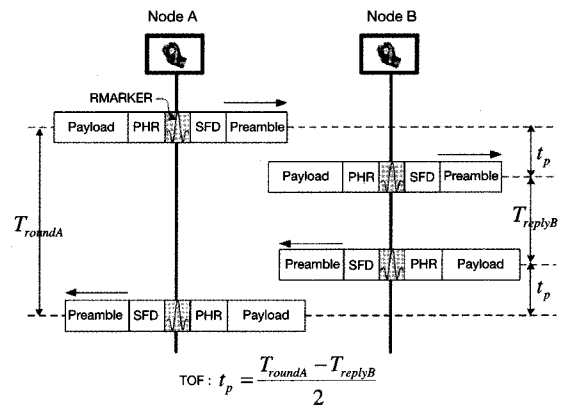 Node A
Node B
RMARKER
Payload PHR SFD Preamble
t_p
Payload PHR SFD Preamble
T_roundA
T_replyB
Preamble SFD PHR Payload
t_p
Preamble SFD PHR Payload
TOF : t_p = (T_roundA − T_replyB) / 2